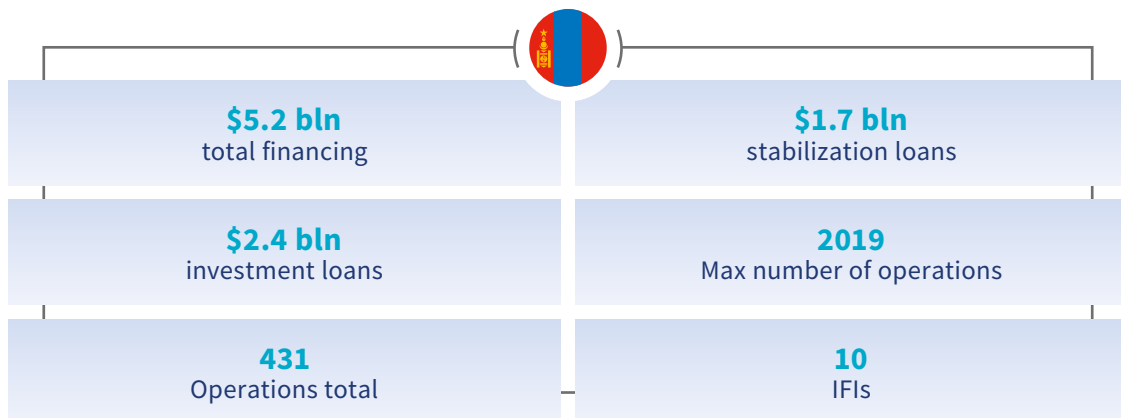 $5.2 bln
total financing
$1.7 bln
stabilization loans
$2.4 bln
investment loans
2019
Max number of operations
431
Operations total
10
IFIs